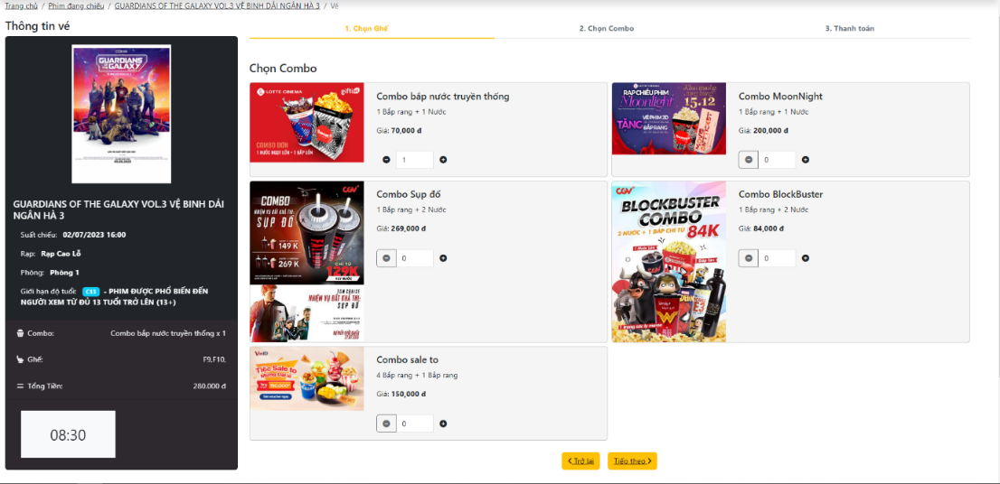 Trang chủ / Phim đang chiếu / GUARDIANS OF THE GALAXY VOL.3 VỆ BINH DẢI NGÂN HÀ 3 / Vé
Thông tin vé
1. Chọn Ghế
2. Chọn Combo
3. Thanh toán
GUARDIANS
GALAXY
GUARDIANS OF THE GALAXY VOL.3 VỆ BINH DẢI
NGÂN HÀ 3
Suất chiếu: 02/07/2023 16:00
Rạp: Rạp Cao Lỗ
Phòng: Phòng 1
Giới hạn độ tuổi: C13 - PHIM ĐƯỢC PHỔ BIẾN ĐẾN
NGƯỜI XEM TỪ ĐỦ 13 TUỔI TRỞ LÊN (13+)
Combo: Combo bắp nước truyền thống x 1
Ghế: F9,F10,
Tổng Tiền: 280.000 đ
08:30
Chọn Combo
LOTTE CINEMA
COMBO ĐƠN
1 NƯỚC NGỌT LỚN - 1 BẮP LỚN
Combo bắp nước truyền thống
1 Bắp rang + 1 Nước
Giá: 70,000 đ
1
LOTTE CINEMA
RẠP CHIẾU PHIM
Moonlight
15.12
TẶNG VÉ PHIM 2D
BẮP RANG
Combo MoonNight
1 Bắp rang + 1 Nước
Giá: 200,000 đ
0
CGV
COMBO
NHIỆM VỤ BẤT KHẢ THI:
SỤP ĐỔ
149 K
269 K
CHỈ TỪ
129K
TOM CRUISE
NHIỆM VỤ BẤT KHẢ THI:
SỤP ĐỔ
Combo Sụp đổ
1 Bắp rang + 2 Nước
Giá: 269,000 đ
0
CGV
BLOCKBUSTER
COMBO
2 NƯỚC + 1 BẮP CHỈ TỪ 84K
Combo BlockBuster
1 Bắp rang + 2 Nước
Giá: 84,000 đ
0
VinID
Tiệc Sale to
Combo sale to
4 Bắp rang + 1 Bắp rang
Giá: 150,000 đ
0
Trở lại
Tiếp theo